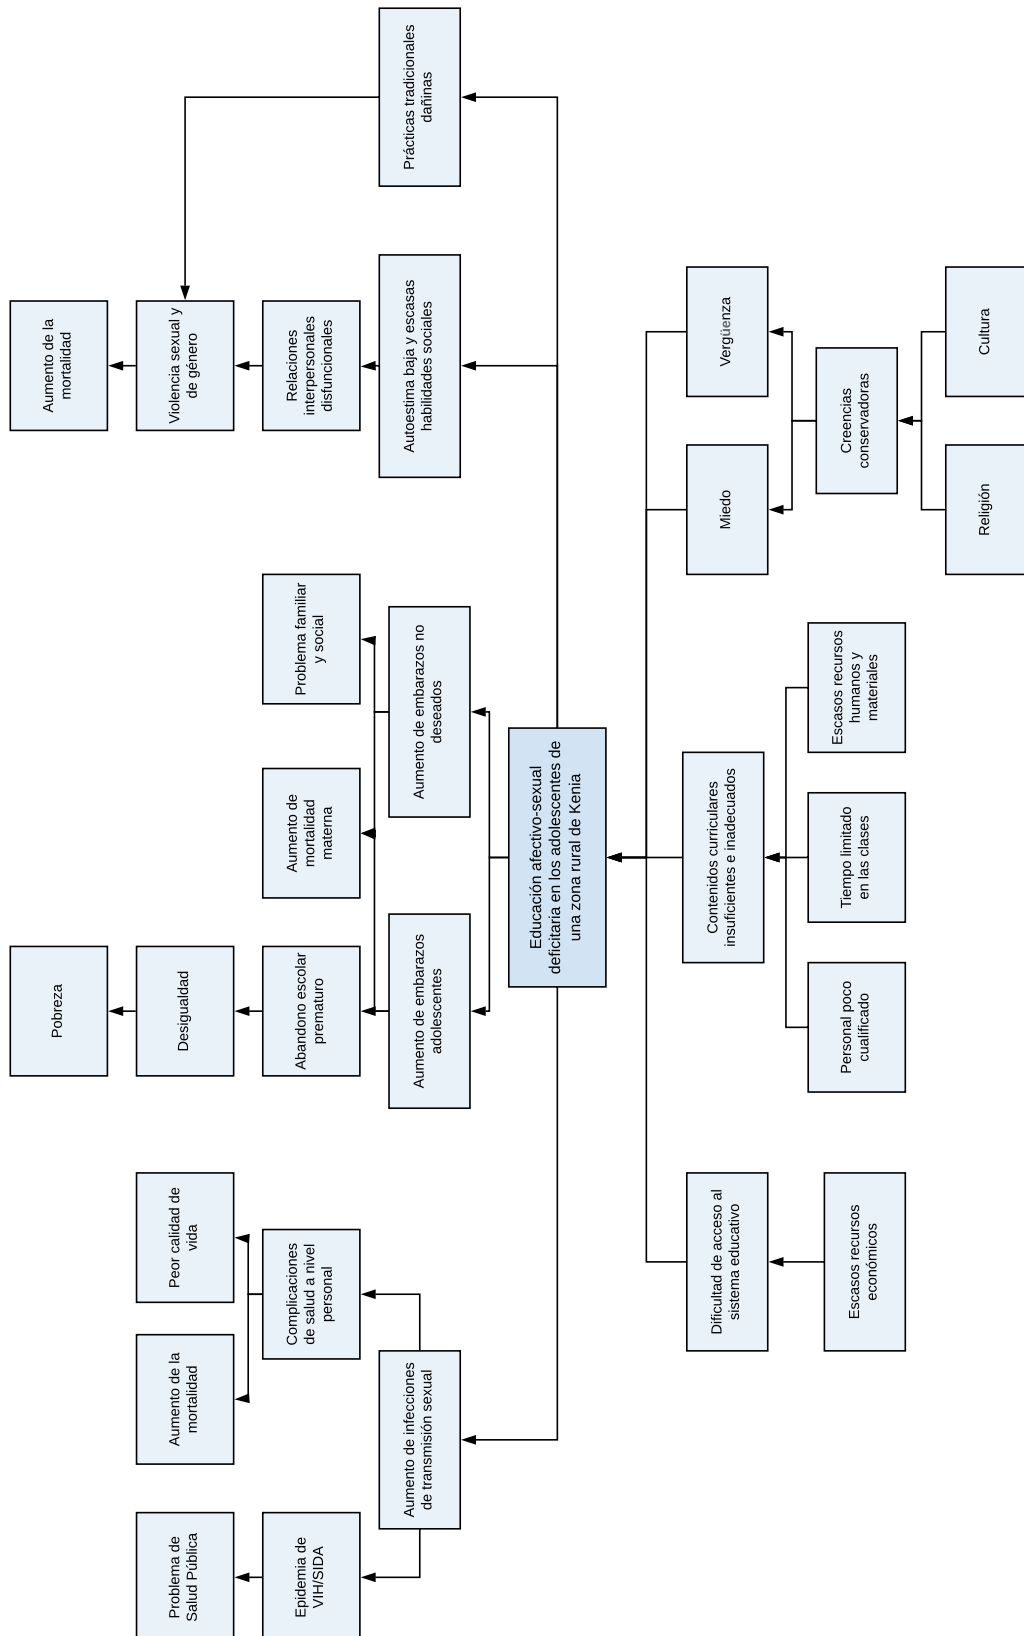 Pobreza
Aumento de la
mortalidad
Problema de
Salud Pública
Aumento de la
mortalidad
Peor calidad de
vida
Desigualdad
Violencia sexual y
de género
Epidemia de
VIH/SIDA
Complicaciones
de salud a nivel
personal
Abandono escolar
prematuro
Aumento de
mortalidad
materna
Problema familiar
y social
Relaciones
interpersonales
disfuncionales
Aumento de infecciones
de transmisión sexual
Aumento de embarazos
adolescentes
Aumento de embarazos no
deseados
Autoestima baja y escasas
habilidades sociales
Prácticas tradicionales
dañinas
Educación afectivo-sexual
deficitaria en los adolescentes de
una zona rural de Kenia
Dificultad de acceso al
sistema educativo
Contenidos curriculares
insuficientes e inadecuados
Miedo
Vergüenza
Escasos recursos
económicos
Personal poco
cualificado
Tiempo limitado
en las clases
Escasos recursos
humanos y
materiales
Creencias
conservadoras
Religión
Cultura